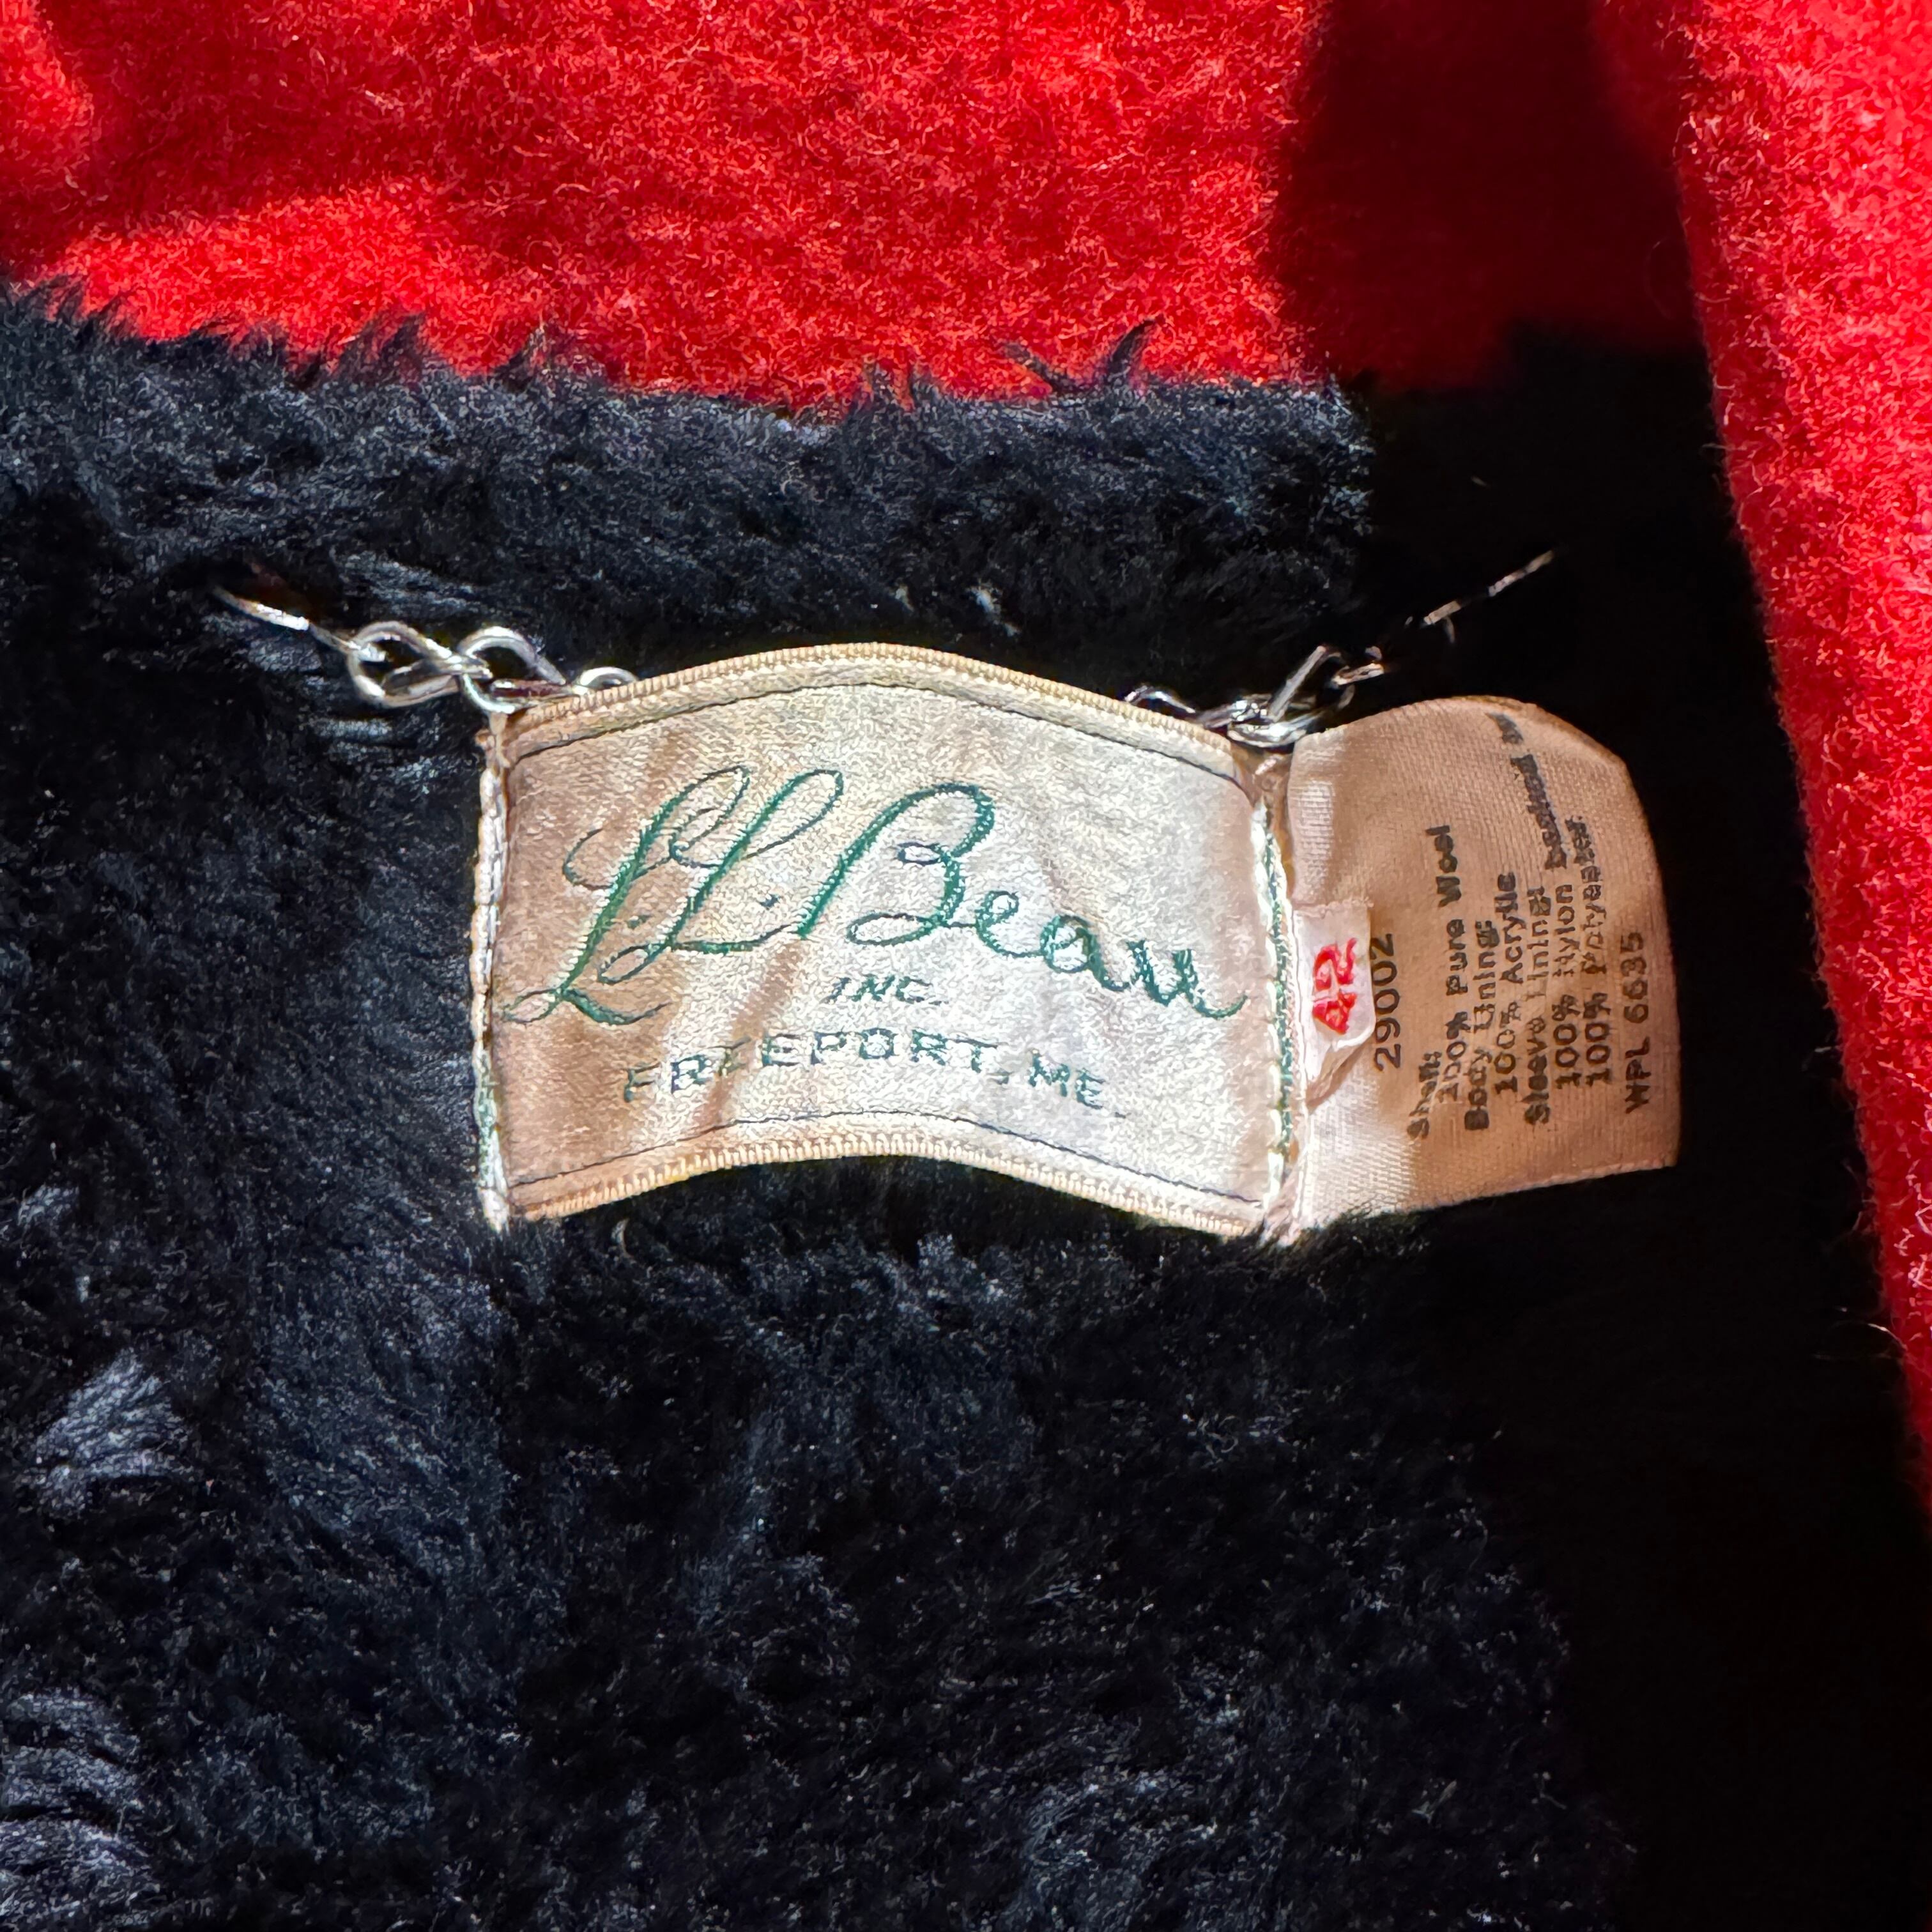 L.L.Bean
INC.
FREEPORT, ME.
42
29002
Shell:
100% Pure Wool
Body Lining:
100% Acrylic
Sleeve Lining:
100% Nylon bonded
100% Polyester
WPL 6635